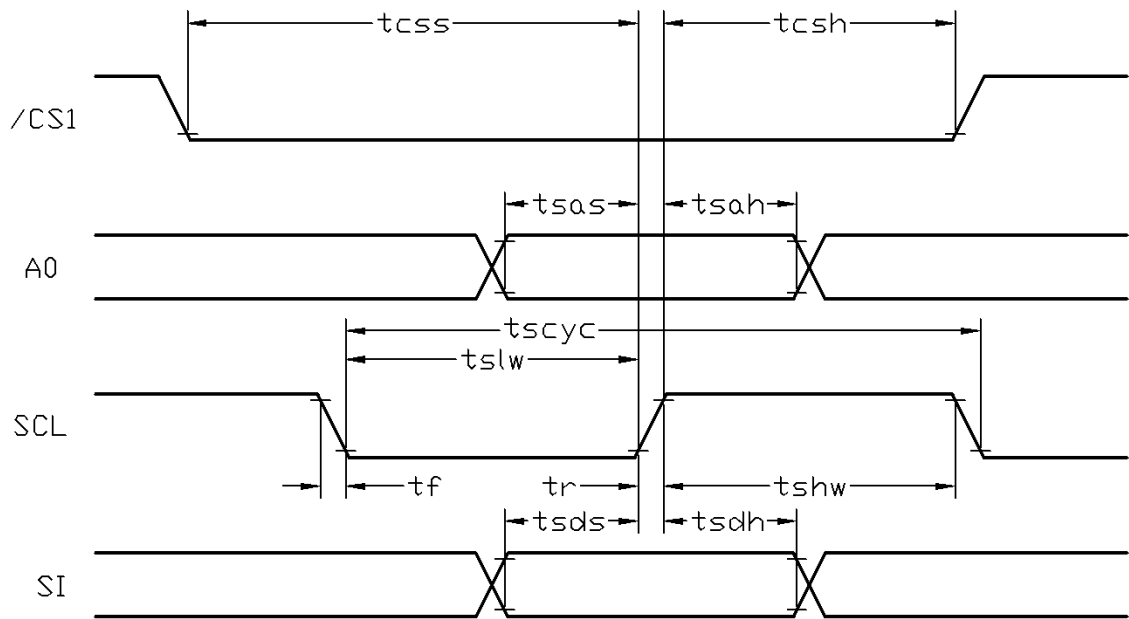 tcss tcsh
/CS1
tsas tsah
A0
tscyc
tslw
SCL
tf tr tshw
tsds tsdh
SI